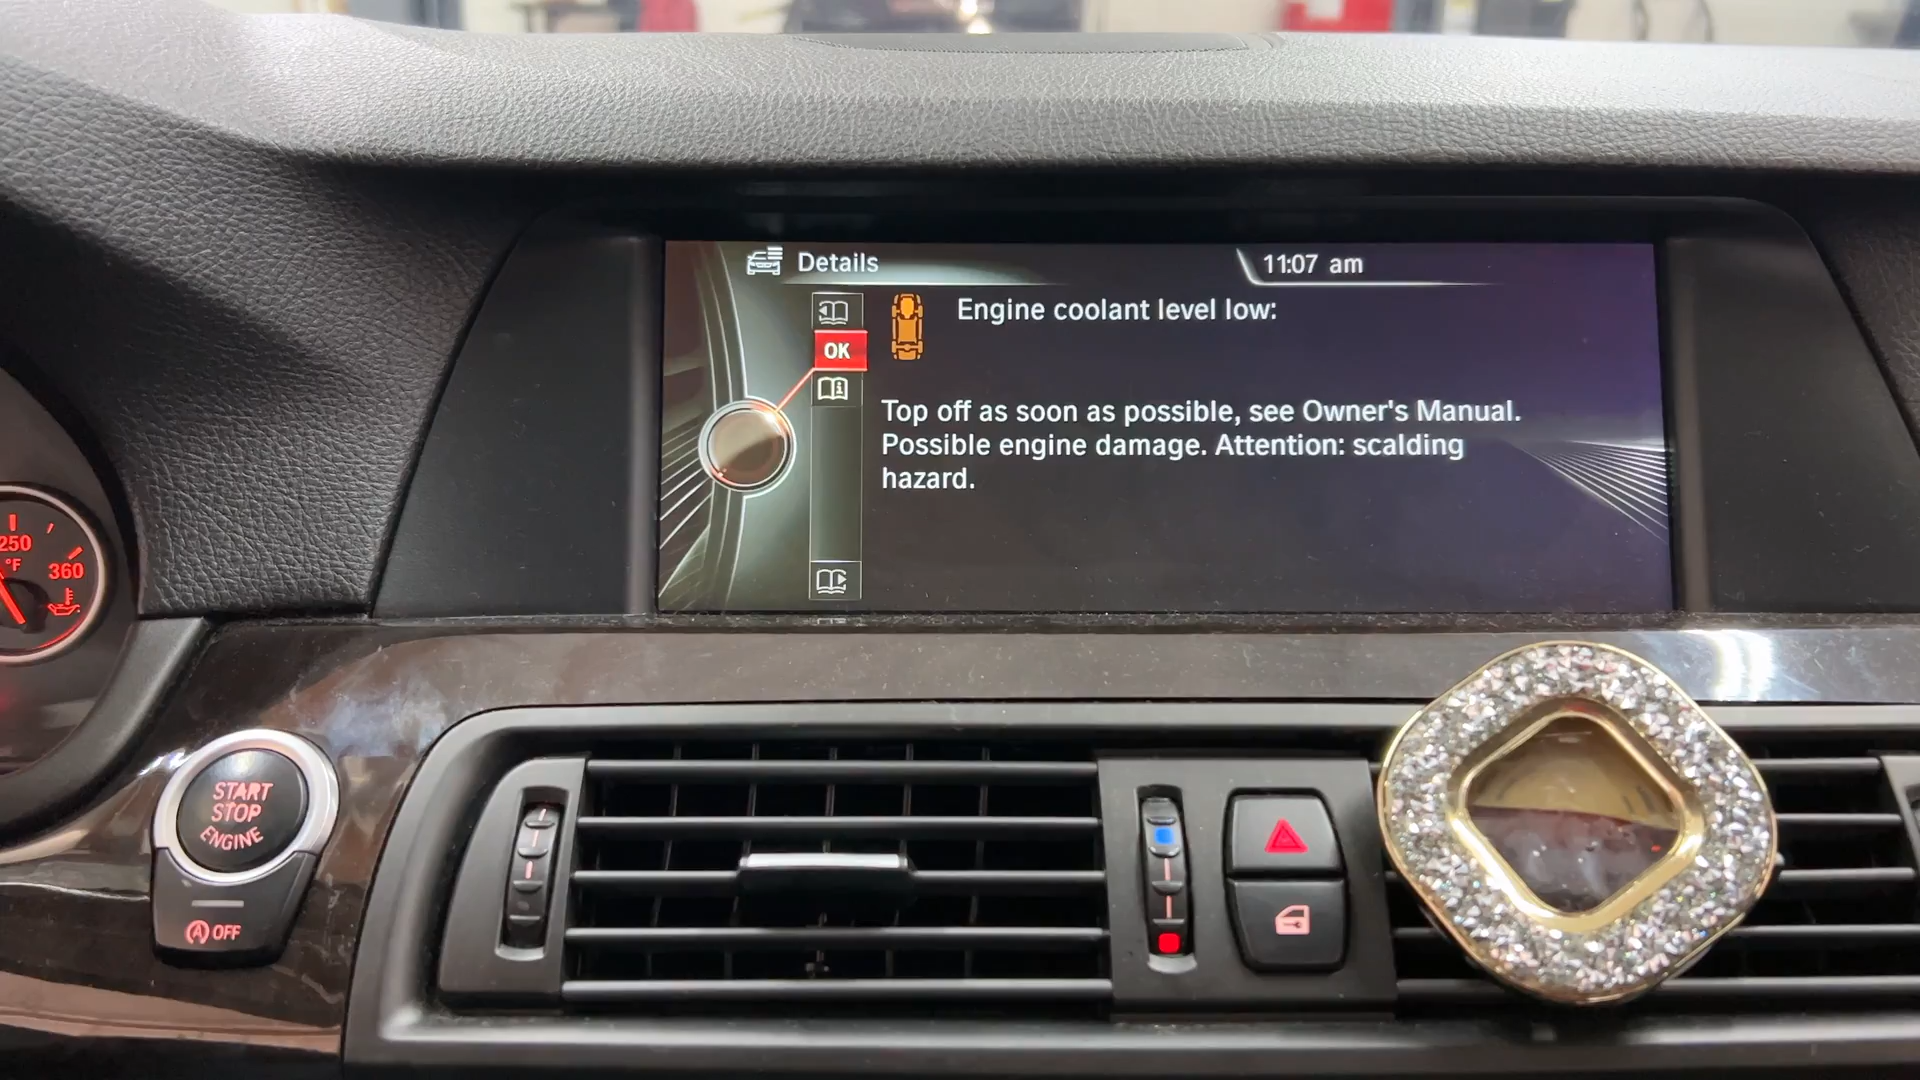 Details
11:07 am
Engine coolant level low:
OK
Top off as soon as possible, see Owner's Manual.
Possible engine damage. Attention: scalding
hazard.
250
°F
360
START
STOP
ENGINE
A OFF